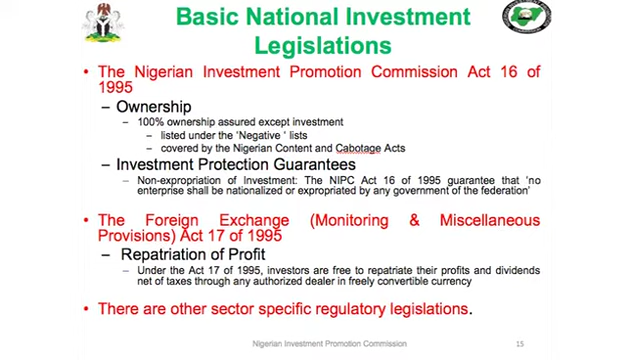 Basic National Investment
Legislations
• The Nigerian Investment Promotion Commission Act 16 of
1995
– Ownership
– 100% ownership assured except investment
– listed under the 'Negative' lists
– covered by the Nigerian Content and Cabotage Acts
– Investment Protection Guarantees
– Non-expropriation of Investment: The NIPC Act 16 of 1995 guarantee that 'no
enterprise shall be nationalized or expropriated by any government of the federation'
• The Foreign Exchange (Monitoring & Miscellaneous
Provisions) Act 17 of 1995
– Repatriation of Profit
– Under the Act 17 of 1995, investors are free to repatriate their profits and dividends
net of taxes through any authorized dealer in freely convertible currency
• There are other sector specific regulatory legislations.
Nigerian Investment Promotion Commission 15